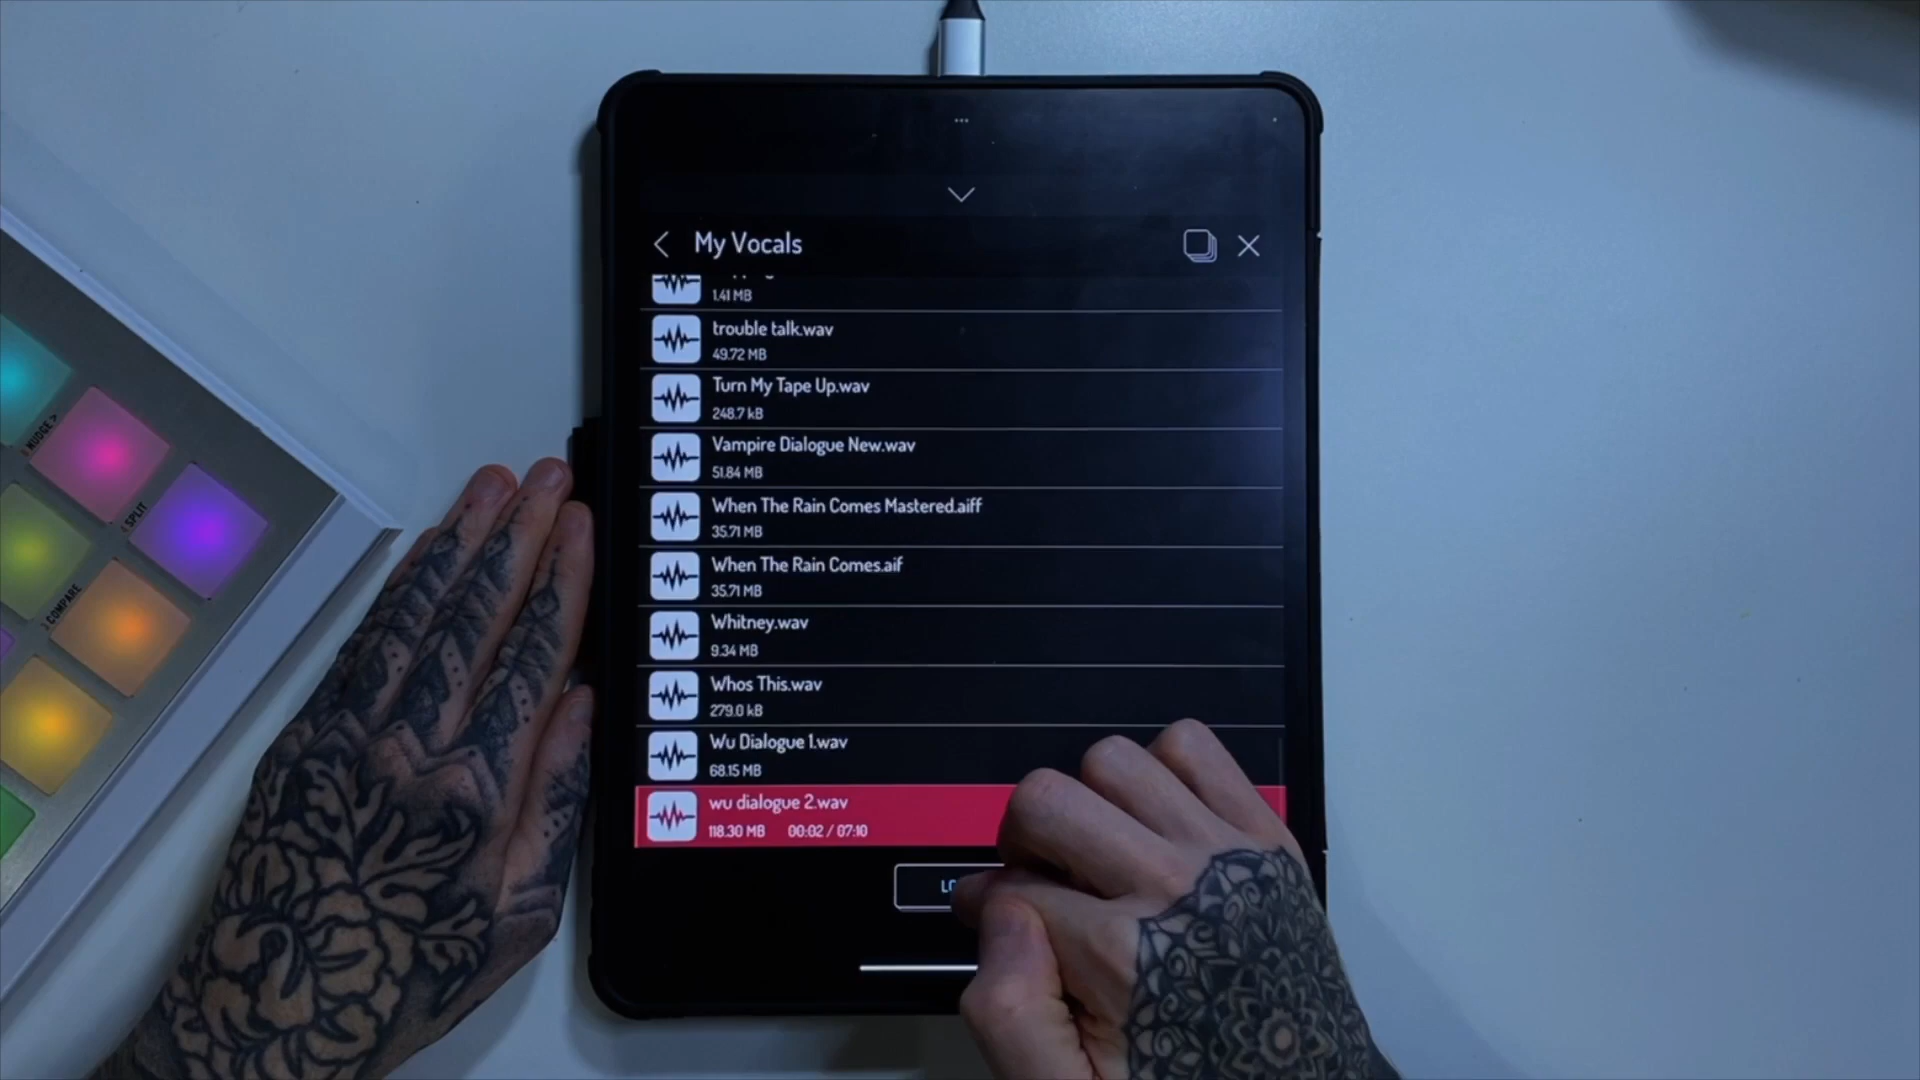 My Vocals
1.41 MB
trouble talk.wav
49.72 MB
Turn My Tape Up.wav
248.7 kB
Vampire Dialogue New.wav
51.84 MB
When The Rain Comes Mastered.aiff
35.71 MB
When The Rain Comes.aif
35.71 MB
Whitney.wav
9.34 MB
Whos This.wav
279.0 kB
Wu Dialogue 1.wav
68.15 MB
wu dialogue 2.wav
118.30 MB 00:02 / 07:10
NUDGE >
SPLIT
COMPARE